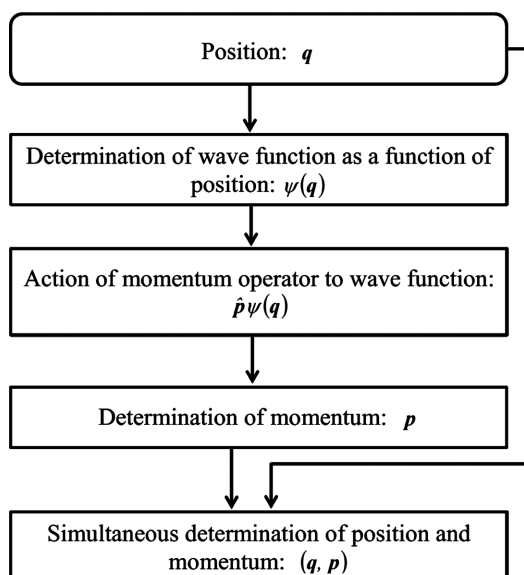 Position: q
Determination of wave function as a function of
position: ψ(q)
Action of momentum operator to wave function:
p̂ψ(q)
Determination of momentum: p
Simultaneous determination of position and
momentum: (q, p)